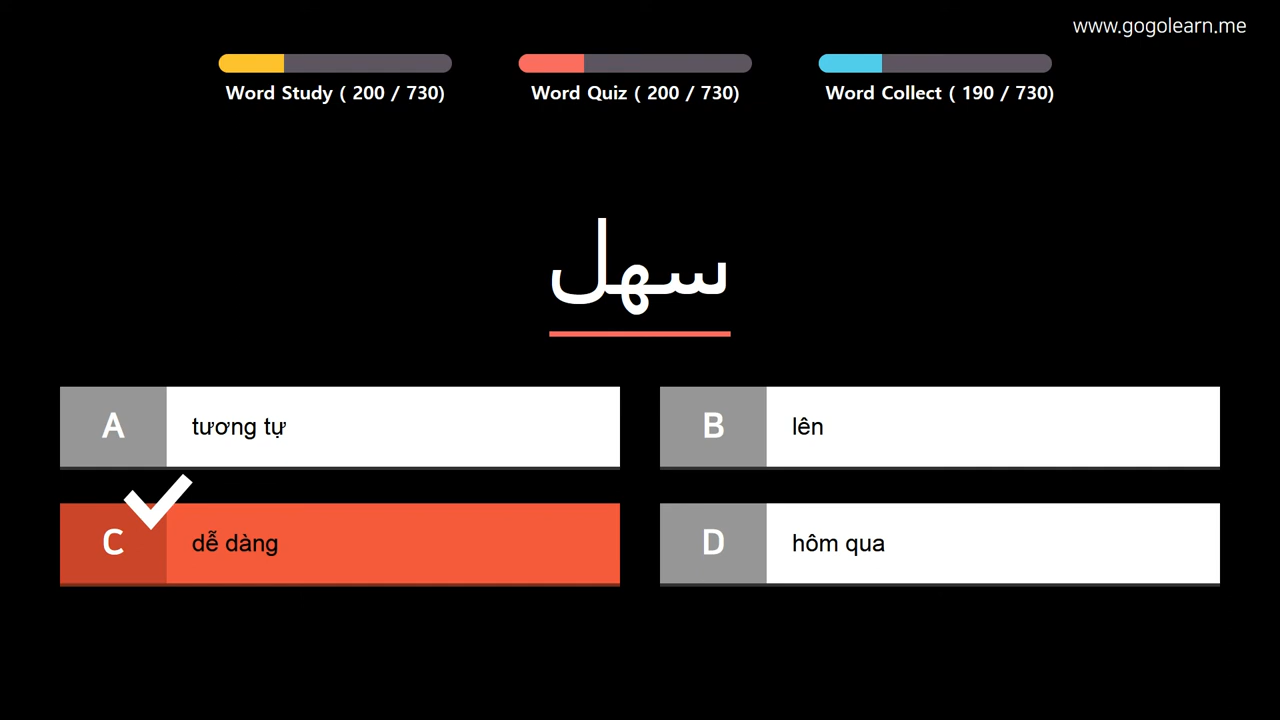 www.gogolearn.me
Word Study ( 200 / 730)
Word Quiz ( 200 / 730)
Word Collect ( 190 / 730)
سهل
A
tương tự
B
lên
C
dễ dàng
D
hôm qua